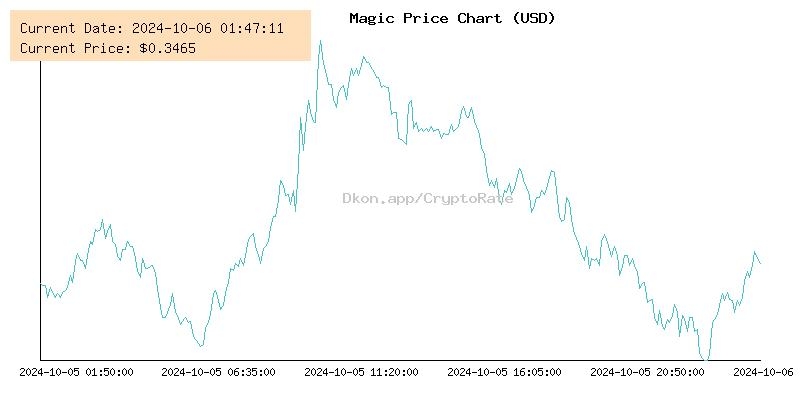 Magic Price Chart (USD)
Current Date: 2024-10-06 01:47:11
Current Price: $0.3465
Dkon.app/CryptoRate
2024-10-05 01:50:00 2024-10-05 06:35:00 2024-10-05 11:20:00 2024-10-05 16:05:00 2024-10-05 20:50:00 2024-10-06